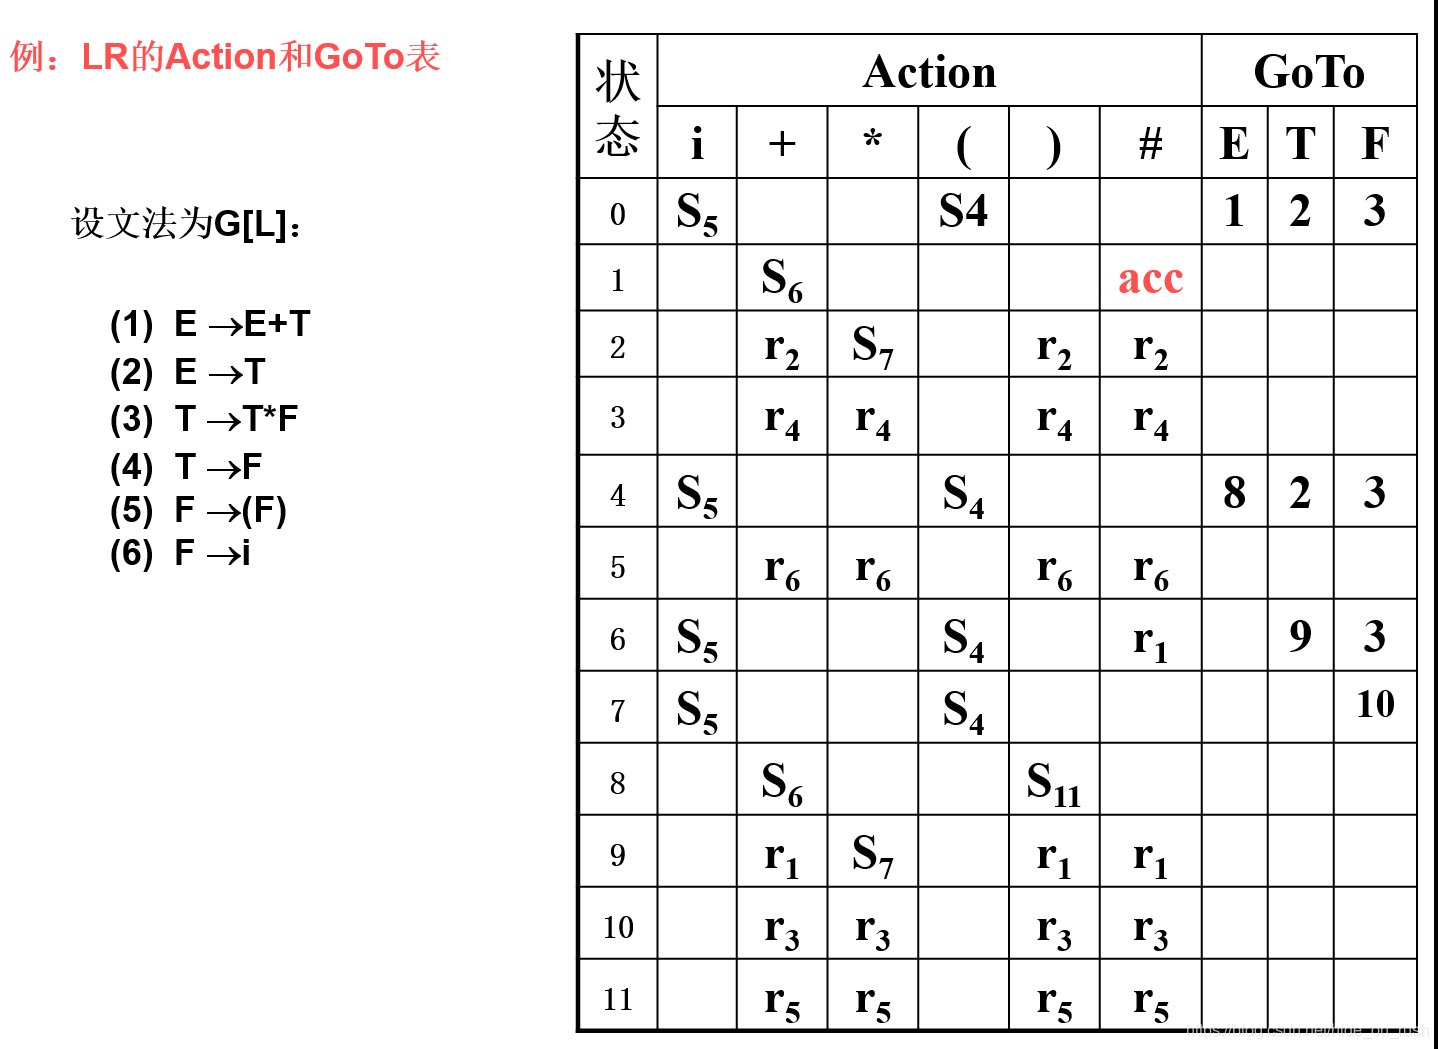 例：LR的Action和GoTo表
设文法为G[L]：
(1) E →E+T
(2) E →T
(3) T →T*F
(4) T →F
(5) F →(F)
(6) F →i
状态 Action GoTo
i + * ( ) # E T F
0 S5 S4 1 2 3
1 S6 acc
2 r2 S7 r2 r2
3 r4 r4 r4 r4
4 S5 S4 8 2 3
5 r6 r6 r6 r6
6 S5 S4 r1 9 3
7 S5 S4 10
8 S6 S11
9 r1 S7 r1 r1
10 r3 r3 r3 r3
11 r5 r5 r5 r5